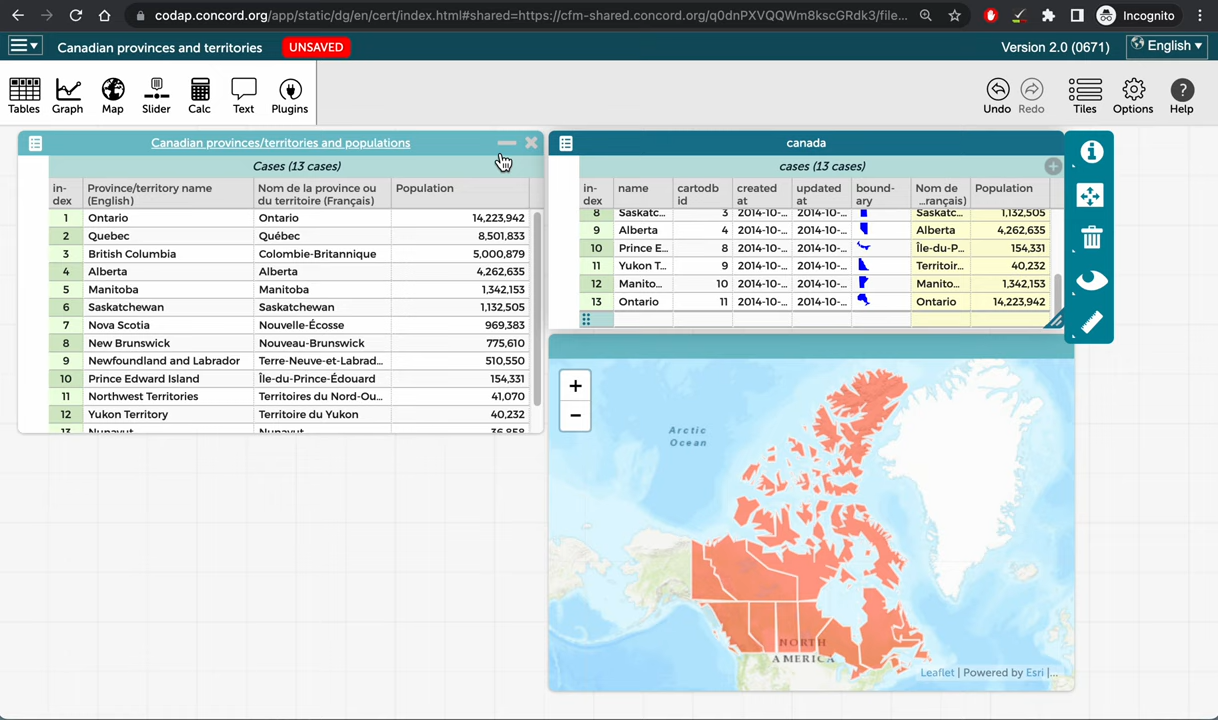 codap.concord.org/app/static/dg/en/cert/index.html#shared=https://cfm-shared.concord.org/q0dnPXVQQWm8kscGRdk3/file... Incognito
Canadian provinces and territories UNSAVED Version 2.0 (0671) English
Tables Graph Map Slider Calc Text Plugins Undo Redo Tiles Options ? Help
Canadian provinces/territories and populations
Cases (13 cases)
in-dex Province/territory name (English) Nom de la province ou du territoire (Français) Population
1 Ontario Ontario 14,223,942
2 Quebec Québec 8,501,833
3 British Columbia Colombie-Britannique 5,000,879
4 Alberta Alberta 4,262,635
5 Manitoba Manitoba 1,342,153
6 Saskatchewan Saskatchewan 1,132,505
7 Nova Scotia Nouvelle-Écosse 969,383
8 New Brunswick Nouveau-Brunswick 775,610
9 Newfoundland and Labrador Terre-Neuve-et-Labrad... 510,550
10 Prince Edward Island Île-du-Prince-Édouard 154,331
11 Northwest Territories Territoires du Nord-Ou... 41,070
12 Yukon Territory Territoire du Yukon 40,232
13 Nunavut Nunavut 36,858
canada
cases (13 cases)
in-dex name cartodb id created at updated at bound-ary Nom de ...rançais) Population
8 Saskatc... 3 2014-10-... 2014-10-... Saskatc... 1,132,505
9 Alberta 4 2014-10-... 2014-10-... Alberta 4,262,635
10 Prince E... 8 2014-10-... 2014-10-... Île-du-P... 154,331
11 Yukon T... 9 2014-10-... 2014-10-... Territoir... 40,232
12 Manito... 10 2014-10-... 2014-10-... Manito... 1,342,153
13 Ontario 11 2014-10-... 2014-10-... Ontario 14,223,942
+
−
Arctic
Ocean
NORTH
AMERICA
Leaflet | Powered by Esri |...